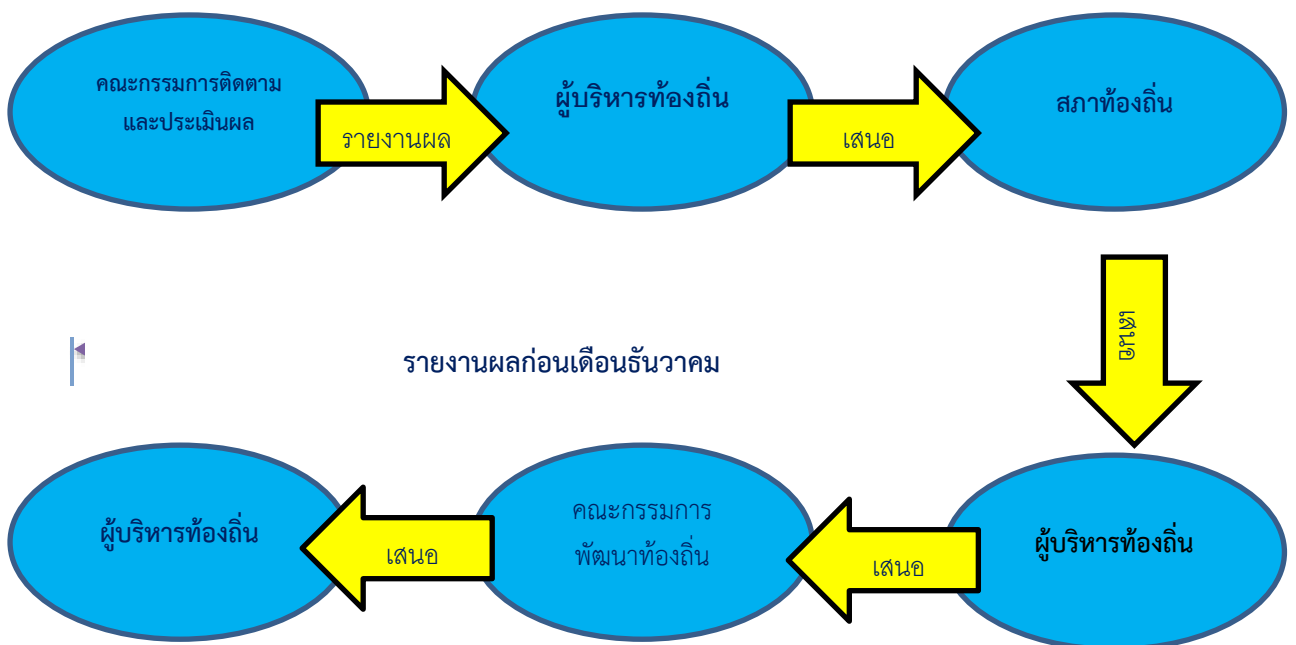 คณะกรรมการติดตาม
และประเมินผล
รายงานผล
ผู้บริหารท้องถิ่น
เสนอ
สภาท้องถิ่น
เสนอ
รายงานผลก่อนเดือนธันวาคม
ผู้บริหารท้องถิ่น
เสนอ
คณะกรรมการ
พัฒนาท้องถิ่น
เสนอ
ผู้บริหารท้องถิ่น